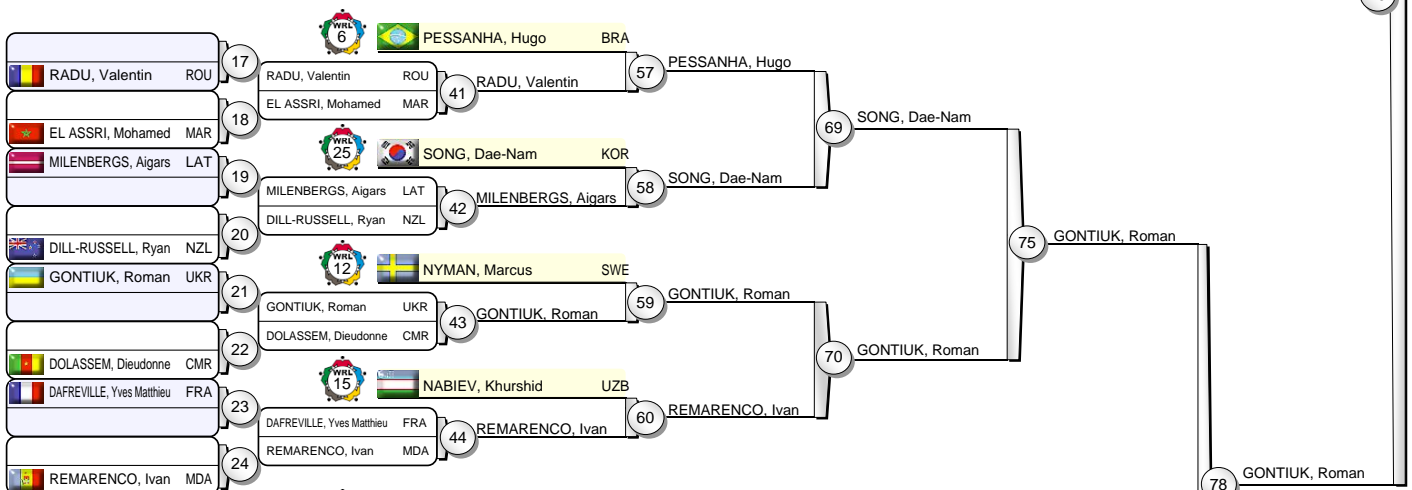 WRL
6
PESSANHA, Hugo BRA
17
RADU, Valentin ROU
RADU, Valentin ROU
EL ASSRI, Mohamed MAR
41
RADU, Valentin
57
PESSANHA, Hugo
18
EL ASSRI, Mohamed MAR
WRL
25
SONG, Dae-Nam KOR
69
SONG, Dae-Nam
MILENBERGS, Aigars LAT
19
MILENBERGS, Aigars LAT
DILL-RUSSELL, Ryan NZL
42
MILENBERGS, Aigars
58
SONG, Dae-Nam
20
DILL-RUSSELL, Ryan NZL
WRL
12
NYMAN, Marcus SWE
75
GONTIUK, Roman
GONTIUK, Roman UKR
21
GONTIUK, Roman UKR
DOLASSEM, Dieudonne CMR
43
GONTIUK, Roman
59
GONTIUK, Roman
22
DOLASSEM, Dieudonne CMR
WRL
15
NABIEV, Khurshid UZB
70
GONTIUK, Roman
DAFREVILLE, Yves Matthieu FRA
23
DAFREVILLE, Yves Matthieu FRA
REMARENCO, Ivan MDA
44
REMARENCO, Ivan
60
REMARENCO, Ivan
24
REMARENCO, Ivan MDA
78
GONTIUK, Roman